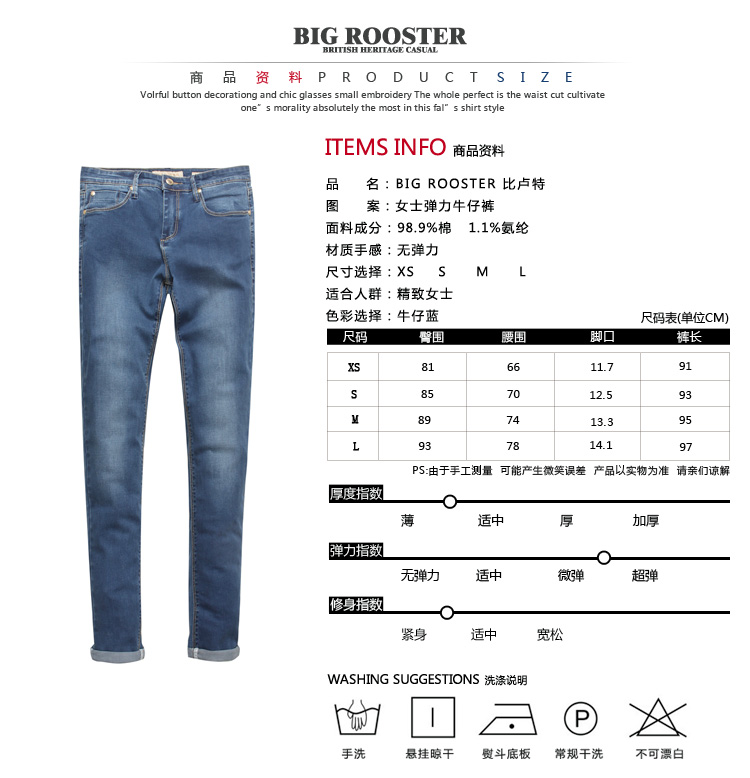 BIG ROOSTER
BRITISH HERITAGE CASUAL
商 品 资 料 PRODUCT SIZE
Volrful button decorationg and chic glasses small embroidery The whole perfect is the waist cut cultivate
one”s morality absolutely the most in this fal”s shirt style
ITEMS INFO 商品资料
品 名：BIG ROOSTER 比卢特
图 案：女士弹力牛仔裤
面料成分：98.9%棉 1.1%氨纶
材质手感：无弹力
尺寸选择：XS S M L
适合人群：精致女士
色彩选择：牛仔蓝
尺码表(单位CM)
尺码 臀围 腰围 脚口 裤长
XS 81 66 11.7 91
S 85 70 12.5 93
M 89 74 13.3 95
L 93 78 14.1 97
PS:由于手工测量 可能产生微笑误差 产品以实物为准 请亲们谅解
厚度指数
薄 适中 厚 加厚
弹力指数
无弹力 适中 微弹 超弹
修身指数
紧身 适中 宽松
WASHING SUGGESTIONS 洗涤说明
P
手洗 悬挂晾干 熨斗底板 常规干洗 不可漂白